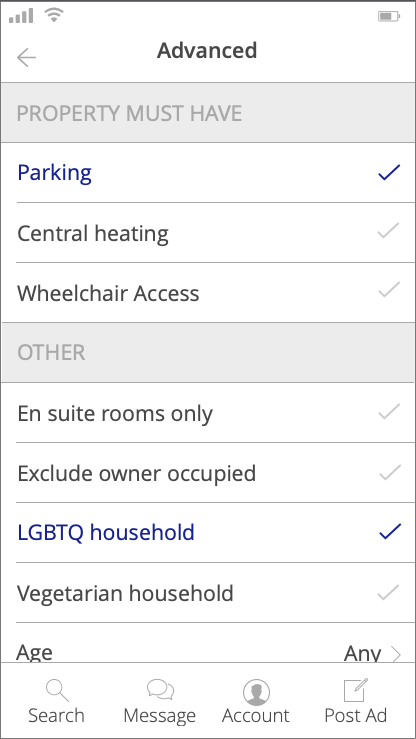 Advanced
PROPERTY MUST HAVE
Parking
Central heating
Wheelchair Access
OTHER
En suite rooms only
Exclude owner occupied
LGBTQ household
Vegetarian household
Age Any
Search Message Account Post Ad